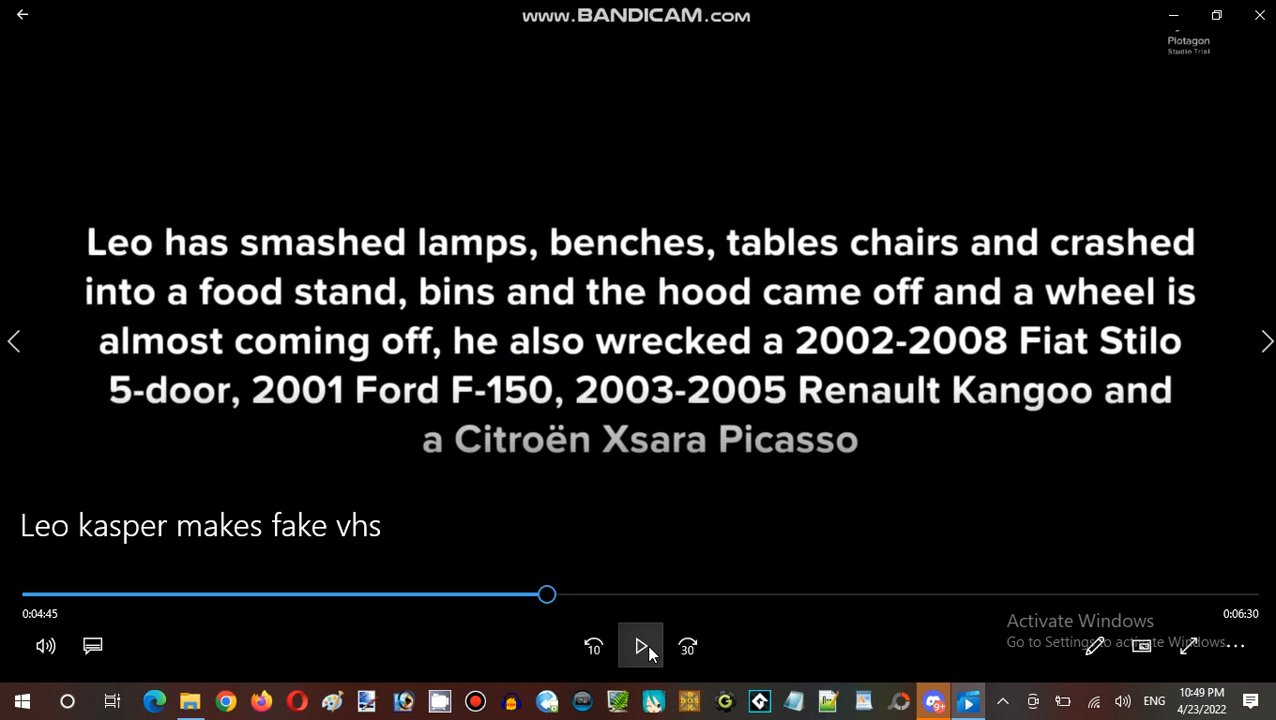 www.BANDICAM.com
Plotagon
Studio Trial
Leo has smashed lamps, benches, tables chairs and crashed
into a food stand, bins and the hood came off and a wheel is
almost coming off, he also wrecked a 2002-2008 Fiat Stilo
5-door, 2001 Ford F-150, 2003-2005 Renault Kangoo and
a Citroën Xsara Picasso
Leo kasper makes fake vhs
0:04:45
0:06:30
10
30
Activate Windows
Go to Settings to activate Windows.
9+
ENG
10:49 PM
4/23/2022